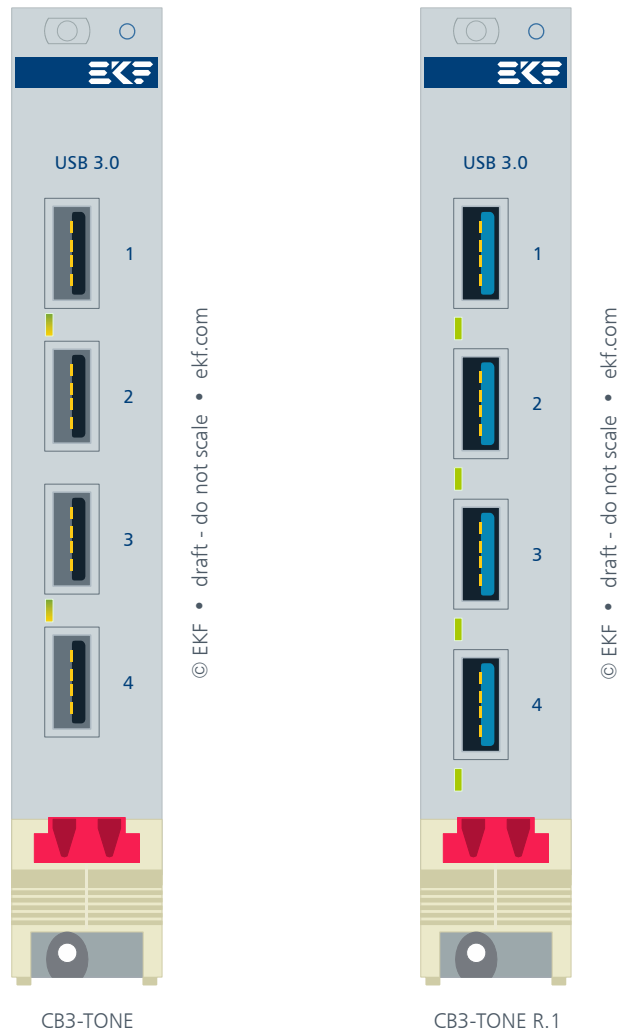 EKF
USB 3.0
1
2
3
4
© EKF • draft - do not scale • ekf.com
CB3-TONE
EKF
USB 3.0
1
2
3
4
© EKF • draft - do not scale • ekf.com
CB3-TONE R.1